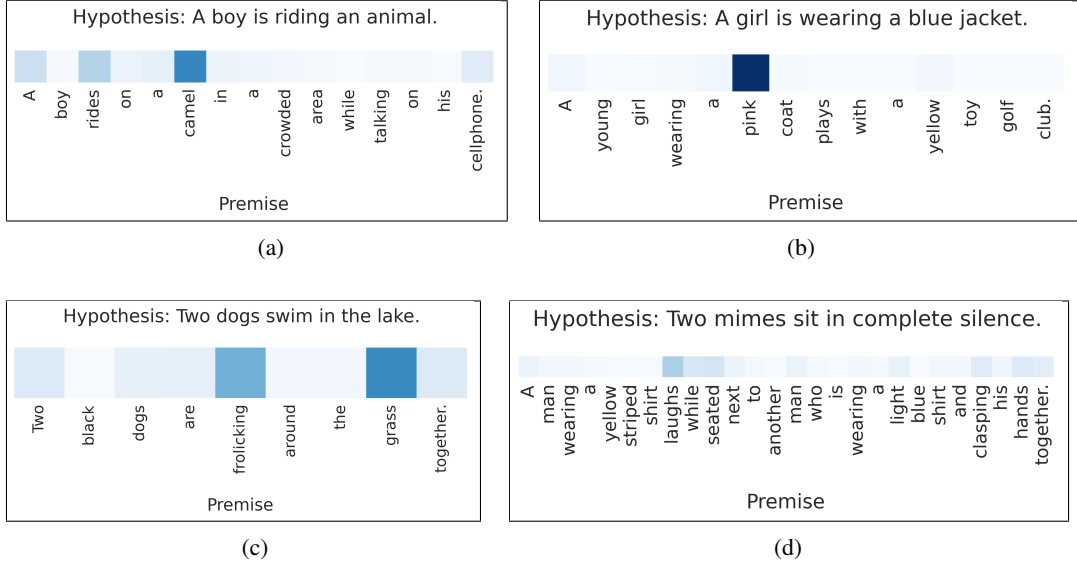 Hypothesis: A boy is riding an animal.
A
boy
rides
on
a
camel
in
a
crowded
area
while
talking
on
his
cellphone.
Premise
(a)
Hypothesis: A girl is wearing a blue jacket.
A
young
girl
wearing
a
pink
coat
plays
with
a
yellow
toy
golf
club.
Premise
(b)
Hypothesis: Two dogs swim in the lake.
Two
black
dogs
are
frolicking
around
the
grass
together.
Premise
(c)
Hypothesis: Two mimes sit in complete silence.
A
man
wearing
a
yellow
striped
shirt
laughs
while
seated
next
to
another
man
who
is
wearing
a
light
blue
shirt
and
clasping
his
hands
together.
Premise
(d)